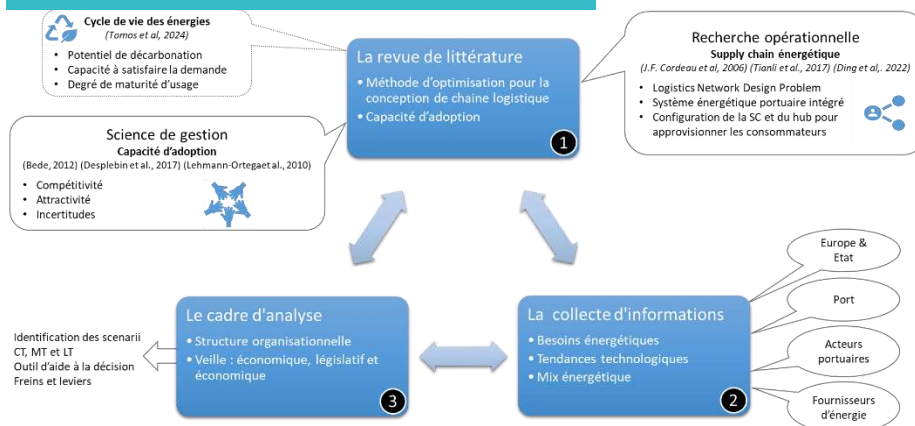 Cycle de vie des énergies
(Tomos et al, 2024)
• Potentiel de décarbonation
• Capacité à satisfaire la demande
• Degré de maturité d'usage
La revue de littérature
• Méthode d'optimisation pour la
conception de chaine logistique
• Capacité d'adoption
1
Recherche opérationnelle
Supply chain énergétique
(J.F. Cordeau et al, 2006) (Tianli et al., 2017) (Ding et al,. 2022)
• Logistics Network Design Problem
• Système énergétique portuaire intégré
• Configuration de la SC et du hub pour
approvisionner les consommateurs
Science de gestion
Capacité d'adoption
(Bede, 2012) (Desplebin et al., 2017) (Lehmann-Ortegaet al., 2010)
• Compétitivité
• Attractivité
• Incertitudes
Le cadre d'analyse
• Structure organisationnelle
• Veille : économique, législatif et
économique
3
Identification des scenarii
CT, MT et LT
Outil d'aide à la décision
Freins et leviers
La collecte d'informations
• Besoins énergétiques
• Tendances technologiques
• Mix énergétique
2
Europe &
Etat
Port
Acteurs
portuaires
Fournisseurs
d'énergie